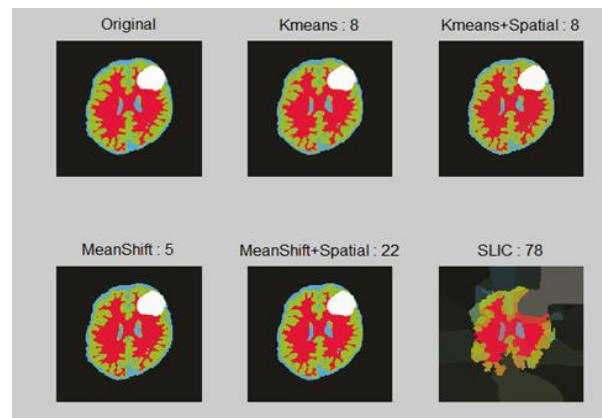 Original
Kmeans : 8
Kmeans+Spatial : 8
MeanShift : 5
MeanShift+Spatial : 22
SLIC : 78